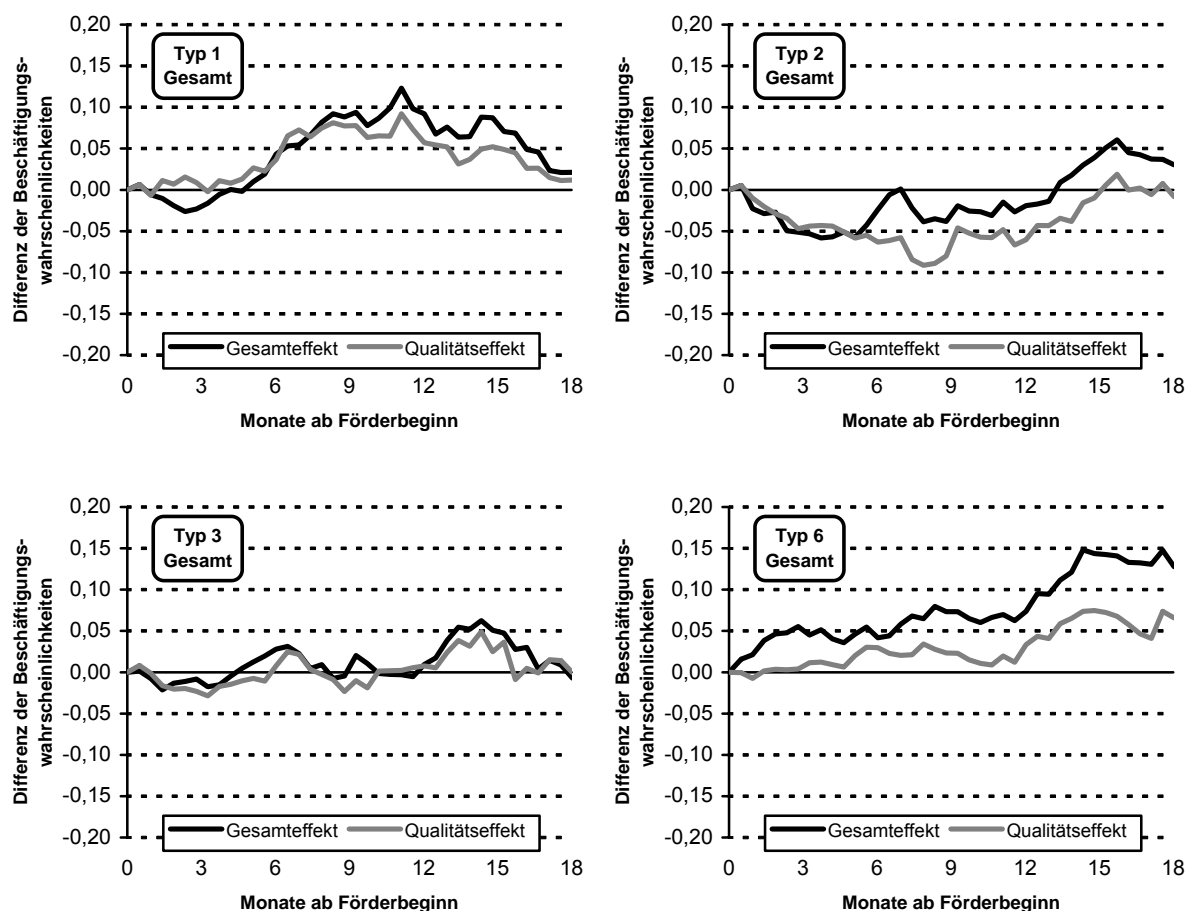 Differenz der Beschäftigungs-
wahrscheinlichkeiten
0,20
0,15
0,10
0,05
0,00
-0,05
-0,10
-0,15
-0,20
Typ 1
Gesamt
Gesamteffekt
Qualitätseffekt
0 3 6 9 12 15 18
Monate ab Förderbeginn
Differenz der Beschäftigungs-
wahrscheinlichkeiten
0,20
0,15
0,10
0,05
0,00
-0,05
-0,10
-0,15
-0,20
Typ 2
Gesamt
Gesamteffekt
Qualitätseffekt
0 3 6 9 12 15 18
Monate ab Förderbeginn
Differenz der Beschäftigungs-
wahrscheinlichkeiten
0,20
0,15
0,10
0,05
0,00
-0,05
-0,10
-0,15
-0,20
Typ 3
Gesamt
Gesamteffekt
Qualitätseffekt
0 3 6 9 12 15 18
Monate ab Förderbeginn
Differenz der Beschäftigungs-
wahrscheinlichkeiten
0,20
0,15
0,10
0,05
0,00
-0,05
-0,10
-0,15
-0,20
Typ 6
Gesamt
Gesamteffekt
Qualitätseffekt
0 3 6 9 12 15 18
Monate ab Förderbeginn